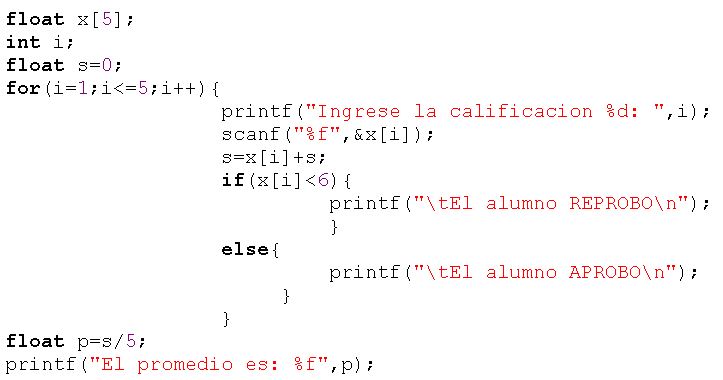 float x[5];
int i;
float s=0;
for(i=1;i<=5;i++){
printf("Ingrese la calificacion %d: ",i);
scanf("%f",&x[i]);
s=x[i]+s;
if(x[i]<6){
printf("\tEl alumno REPROBO\n");
}
else{
printf("\tEl alumno APROBO\n");
}
}
float p=s/5;
printf("El promedio es: %f",p);